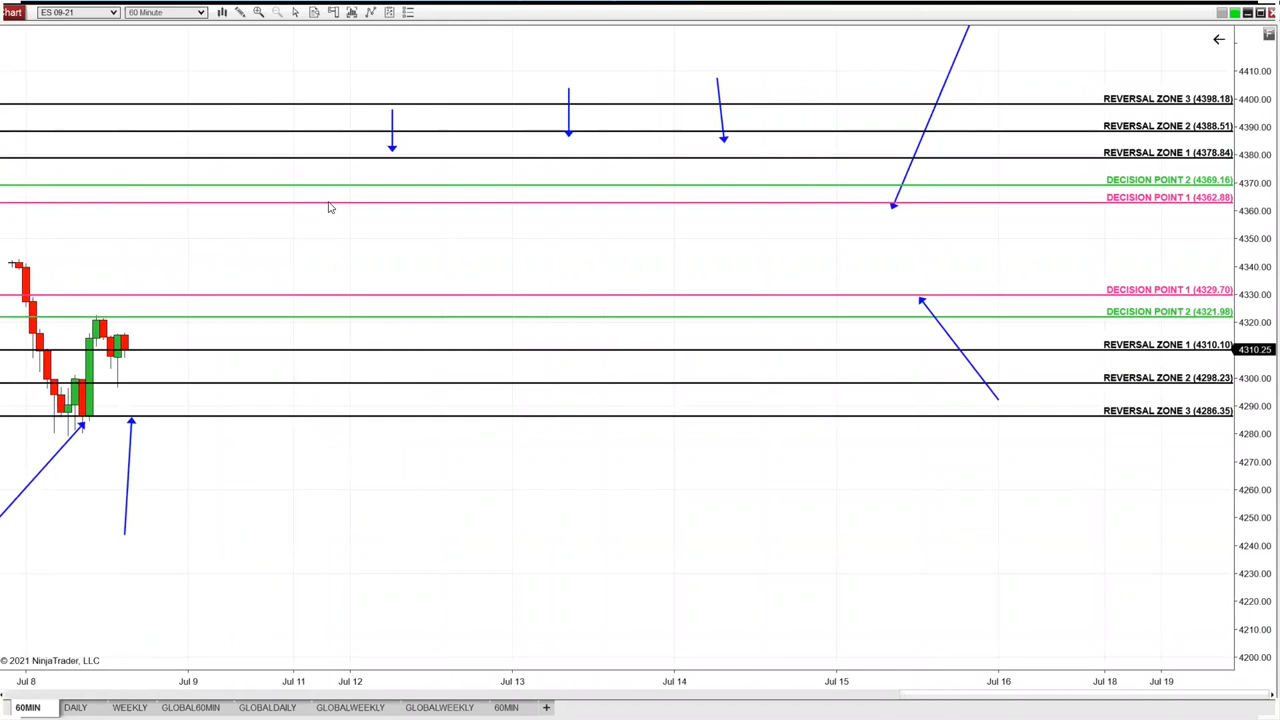 hart ES 09-21 60 Minute
F
4410.00
REVERSAL ZONE 3 (4398.18) 4400.00
REVERSAL ZONE 2 (4388.51) 4390.00
REVERSAL ZONE 1 (4378.84) 4380.00
DECISION POINT 2 (4369.16) 4370.00
DECISION POINT 1 (4362.88) 4360.00
4350.00
4340.00
DECISION POINT 1 (4329.70) 4330.00
DECISION POINT 2 (4321.98) 4320.00
REVERSAL ZONE 1 (4310.10) 4310.25
REVERSAL ZONE 2 (4298.23) 4300.00
REVERSAL ZONE 3 (4286.35) 4290.00
4280.00
4270.00
4260.00
4250.00
4240.00
4230.00
4220.00
4210.00
4200.00
© 2021 NinjaTrader, LLC
Jul 8 Jul 9 Jul 11 Jul 12 Jul 13 Jul 14 Jul 15 Jul 16 Jul 18 Jul 19
60MIN DAILY WEEKLY GLOBAL60MIN GLOBALDAILY GLOBALWEEKLY GLOBALWEEKLY 60MIN +